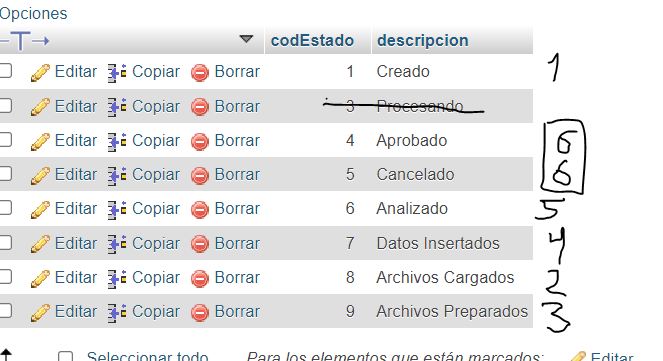 Opciones
codEstado descripcion
Editar Copiar Borrar 1 Creado 1
Editar Copiar Borrar 3 Procesando
Editar Copiar Borrar 4 Aprobado 6
Editar Copiar Borrar 5 Cancelado 6
Editar Copiar Borrar 6 Analizado 5
Editar Copiar Borrar 7 Datos Insertados 4
Editar Copiar Borrar 8 Archivos Cargados 2
Editar Copiar Borrar 9 Archivos Preparados 3
Seleccionar todo Para los elementos que están marcados: Editar